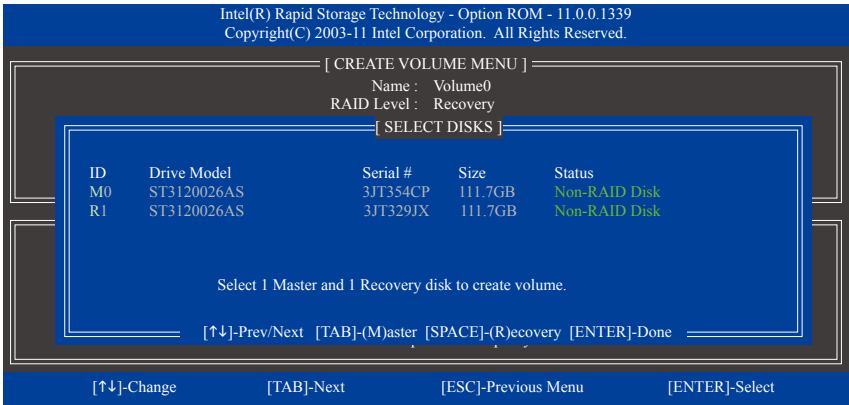 Intel(R) Rapid Storage Technology - Option ROM - 11.0.0.1339
Copyright(C) 2003-11 Intel Corporation. All Rights Reserved.
[ CREATE VOLUME MENU ]
Name : Volume0
RAID Level : Recovery
[ SELECT DISKS ]
ID Drive Model Serial # Size Status
M0 ST3120026AS 3JT354CP 111.7GB Non-RAID Disk
R1 ST3120026AS 3JT329JX 111.7GB Non-RAID Disk
Select 1 Master and 1 Recovery disk to create volume.
[↑↓]-Prev/Next [TAB]-(M)aster [SPACE]-(R)ecovery [ENTER]-Done
[↑↓]-Change [TAB]-Next [ESC]-Previous Menu [ENTER]-Select